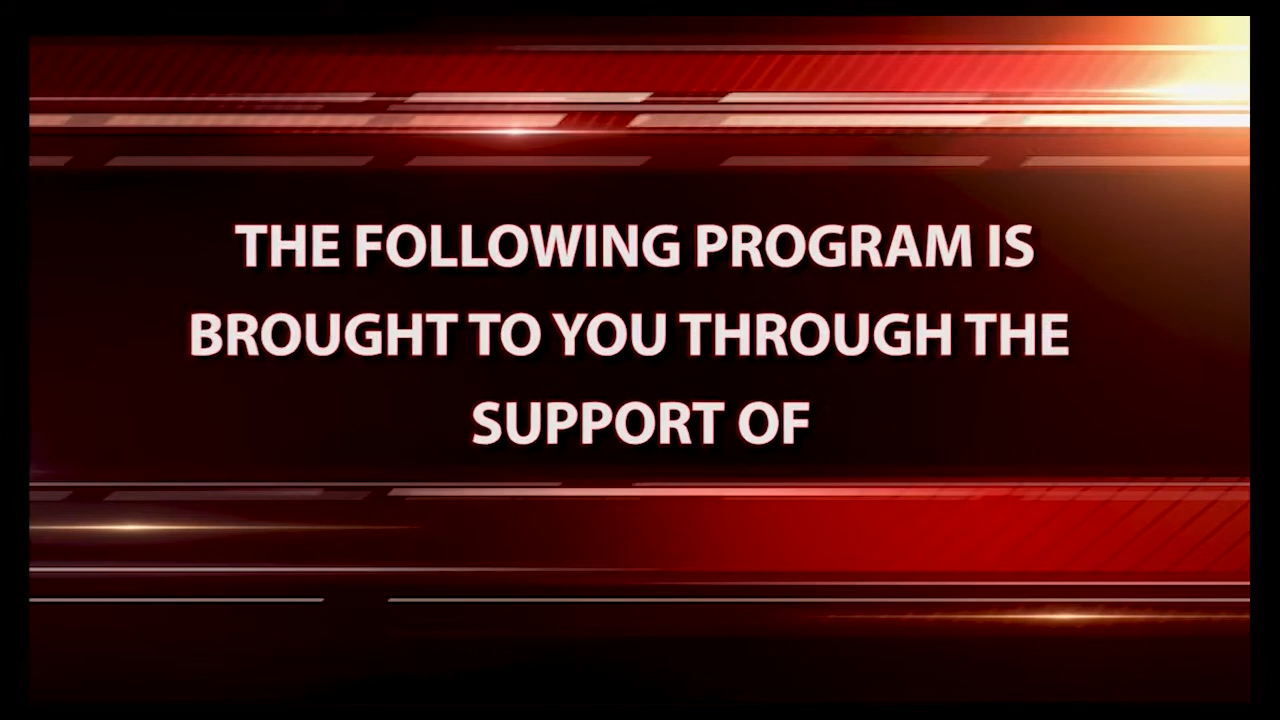 THE FOLLOWING PROGRAM IS
BROUGHT TO YOU THROUGH THE
SUPPORT OF